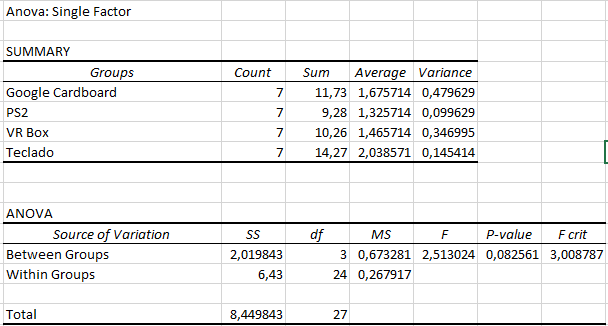 Anova: Single Factor
SUMMARY
Groups Count Sum Average Variance
Google Cardboard 7 11,73 1,675714 0,479629
PS2 7 9,28 1,325714 0,099629
VR Box 7 10,26 1,465714 0,346995
Teclado 7 14,27 2,038571 0,145414
ANOVA
Source of Variation SS df MS F P-value F crit
Between Groups 2,019843 3 0,673281 2,513024 0,082561 3,008787
Within Groups 6,43 24 0,267917
Total 8,449843 27